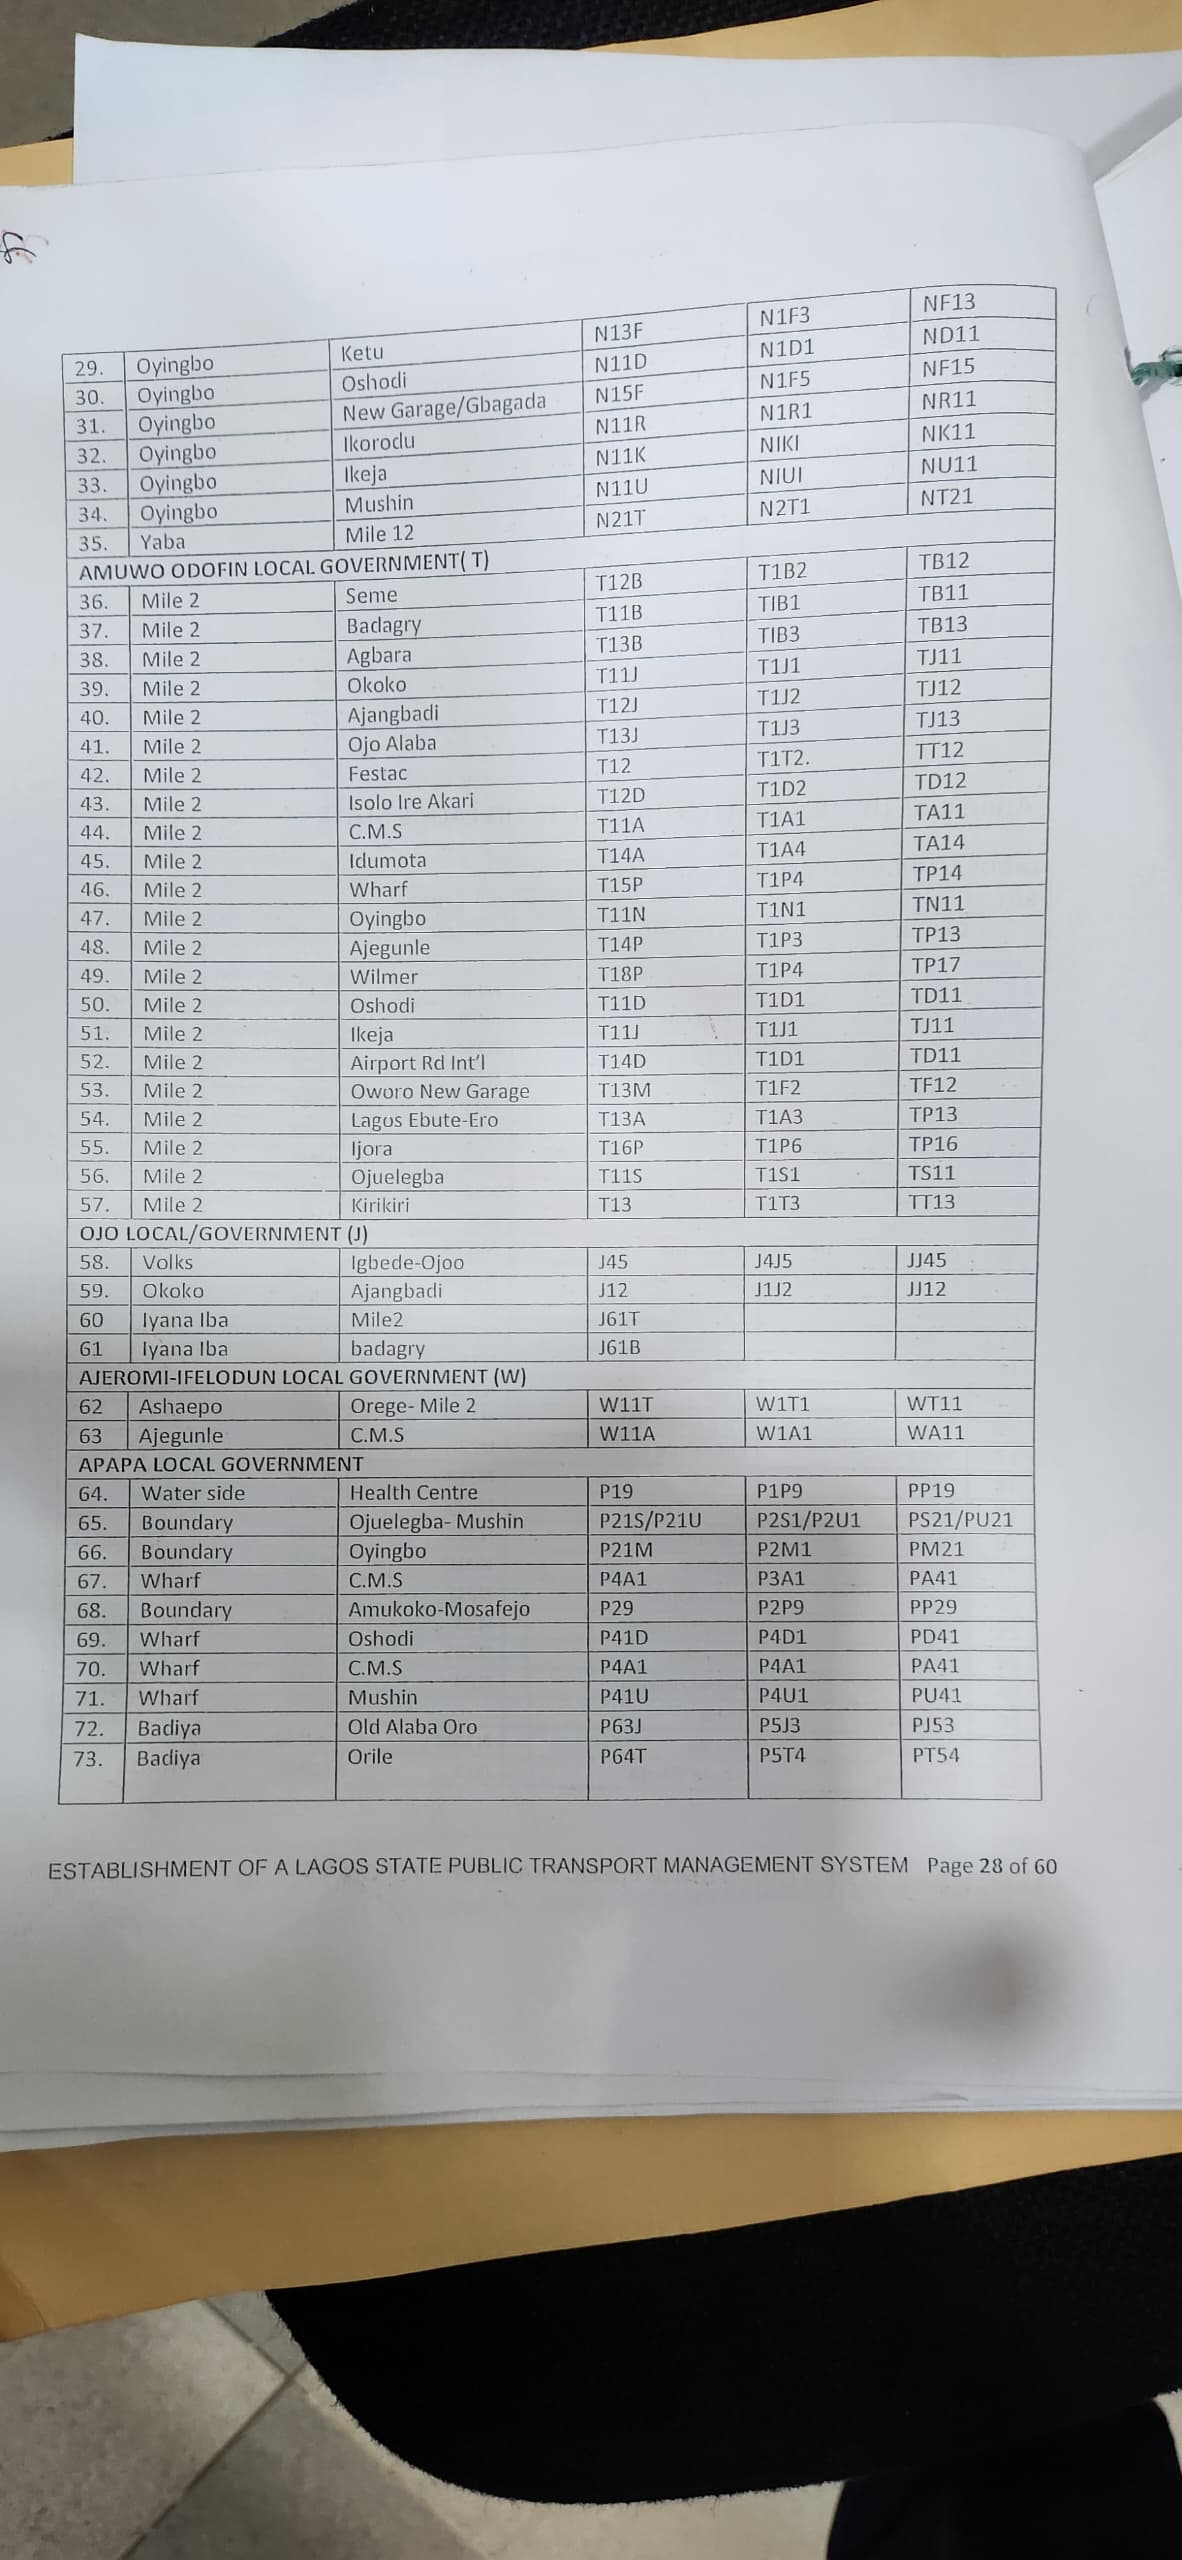 29. Oyingbo Ketu N13F N1F3 NF13
30. Oyingbo Oshodi N11D N1D1 ND11
31. Oyingbo New Garage/Gbagada N15F N1F5 NF15
32. Oyingbo Ikorodu N11R N1R1 NR11
33. Oyingbo Ikeja N11K NIKI NK11
34. Oyingbo Mushin N11U NIUI NU11
35. Yaba Mile 12 N21T N2T1 NT21
AMUWO ODOFIN LOCAL GOVERNMENT( T)
36. Mile 2 Seme T12B T1B2 TB12
37. Mile 2 Badagry T11B TIB1 TB11
38. Mile 2 Agbara T13B TIB3 TB13
39. Mile 2 Okoko T11J T1J1 TJ11
40. Mile 2 Ajangbadi T12J T1J2 TJ12
41. Mile 2 Ojo Alaba T13J T1J3 TJ13
42. Mile 2 Festac T12 T1T2. TT12
43. Mile 2 Isolo Ire Akari T12D T1D2 TD12
44. Mile 2 C.M.S T11A T1A1 TA11
45. Mile 2 Idumota T14A T1A4 TA14
46. Mile 2 Wharf T15P T1P4 TP14
47. Mile 2 Oyingbo T11N T1N1 TN11
48. Mile 2 Ajegunle T14P T1P3 TP13
49. Mile 2 Wilmer T18P T1P4 TP17
50. Mile 2 Oshodi T11D T1D1 TD11
51. Mile 2 Ikeja T11J T1J1 TJ11
52. Mile 2 Airport Rd Int’l T14D T1D1 TD11
53. Mile 2 Oworo New Garage T13M T1F2 TF12
54. Mile 2 Lagos Ebute-Ero T13A T1A3 TP13
55. Mile 2 Ijora T16P T1P6 TP16
56. Mile 2 Ojuelegba T11S T1S1 TS11
57. Mile 2 Kirikiri T13 T1T3 TT13
OJO LOCAL/GOVERNMENT (J)
58. Volks Igbede-Ojoo J45 J4J5 JJ45
59. Okoko Ajangbadi J12 J1J2 JJ12
60 Iyana Iba Mile2 J61T
61 Iyana Iba badagry J61B
AJEROMI-IFELODUN LOCAL GOVERNMENT (W)
62 Ashaepo Orege- Mile 2 W11T W1T1 WT11
63 Ajegunle C.M.S W11A W1A1 WA11
APAPA LOCAL GOVERNMENT
64. Water side Health Centre P19 P1P9 PP19
65. Boundary Ojuelegba- Mushin P21S/P21U P2S1/P2U1 PS21/PU21
66. Boundary Oyingbo P21M P2M1 PM21
67. Wharf C.M.S P4A1 P3A1 PA41
68. Boundary Amukoko-Mosafejo P29 P2P9 PP29
69. Wharf Oshodi P41D P4D1 PD41
70. Wharf C.M.S P4A1 P4A1 PA41
71. Wharf Mushin P41U P4U1 PU41
72. Badiya Old Alaba Oro P63J P5J3 PJ53
73. Badiya Orile P64T P5T4 PT54
ESTABLISHMENT OF A LAGOS STATE PUBLIC TRANSPORT MANAGEMENT SYSTEM Page 28 of 60